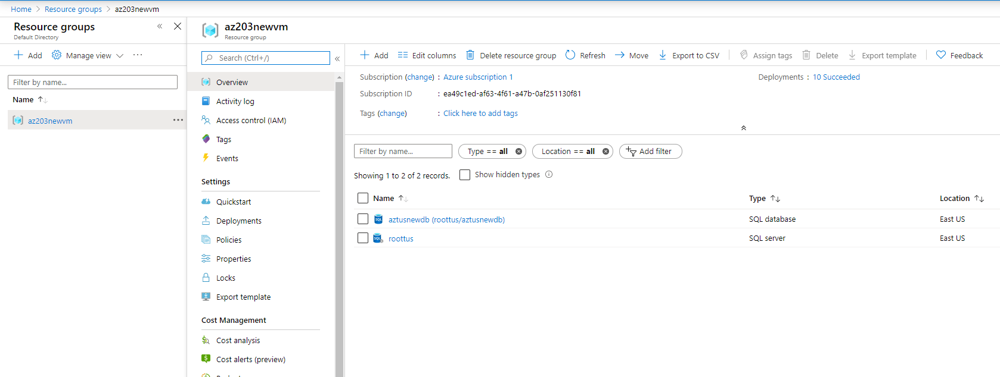 Home > Resource groups > az203newvm
Resource groups
Default Directory
Add Manage view ...
Filter by name...
Name
az203newvm
az203newvm
Resource group
Search (Ctrl+/)
Overview
Activity log
Access control (IAM)
Tags
Events
Settings
Quickstart
Deployments
Policies
Properties
Locks
Export template
Cost Management
Cost analysis
Cost alerts (preview)
Add Edit columns Delete resource group Refresh Move Export to CSV Assign tags Delete Export template Feedback
Subscription (change) : Azure subscription 1 Deployments : 10 Succeeded
Subscription ID : ea49c1ed-af63-4f61-a47b-0af251130f81
Tags (change) : Click here to add tags
Filter by name... Type == all Location == all Add filter
Showing 1 to 2 of 2 records. Show hidden types
Name Type Location
SQL aztusnewdb (roottus/aztusnewdb) SQL database East US
SQL roottus SQL server East US